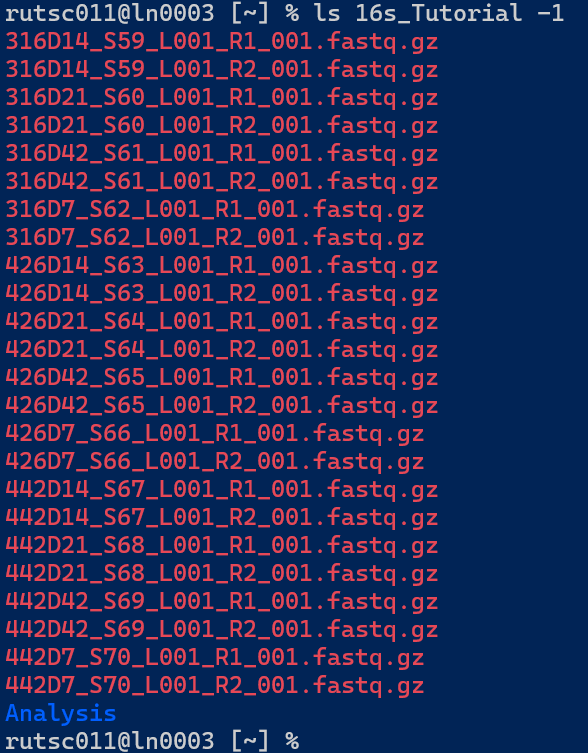 rutsc011@ln0003 [~] % ls 16s_Tutorial -1
316D14_S59_L001_R1_001.fastq.gz
316D14_S59_L001_R2_001.fastq.gz
316D21_S60_L001_R1_001.fastq.gz
316D21_S60_L001_R2_001.fastq.gz
316D42_S61_L001_R1_001.fastq.gz
316D42_S61_L001_R2_001.fastq.gz
316D7_S62_L001_R1_001.fastq.gz
316D7_S62_L001_R2_001.fastq.gz
426D14_S63_L001_R1_001.fastq.gz
426D14_S63_L001_R2_001.fastq.gz
426D21_S64_L001_R1_001.fastq.gz
426D21_S64_L001_R2_001.fastq.gz
426D42_S65_L001_R1_001.fastq.gz
426D42_S65_L001_R2_001.fastq.gz
426D7_S66_L001_R1_001.fastq.gz
426D7_S66_L001_R2_001.fastq.gz
442D14_S67_L001_R1_001.fastq.gz
442D14_S67_L001_R2_001.fastq.gz
442D21_S68_L001_R1_001.fastq.gz
442D21_S68_L001_R2_001.fastq.gz
442D42_S69_L001_R1_001.fastq.gz
442D42_S69_L001_R2_001.fastq.gz
442D7_S70_L001_R1_001.fastq.gz
442D7_S70_L001_R2_001.fastq.gz
Analysis
rutsc011@ln0003 [~] %